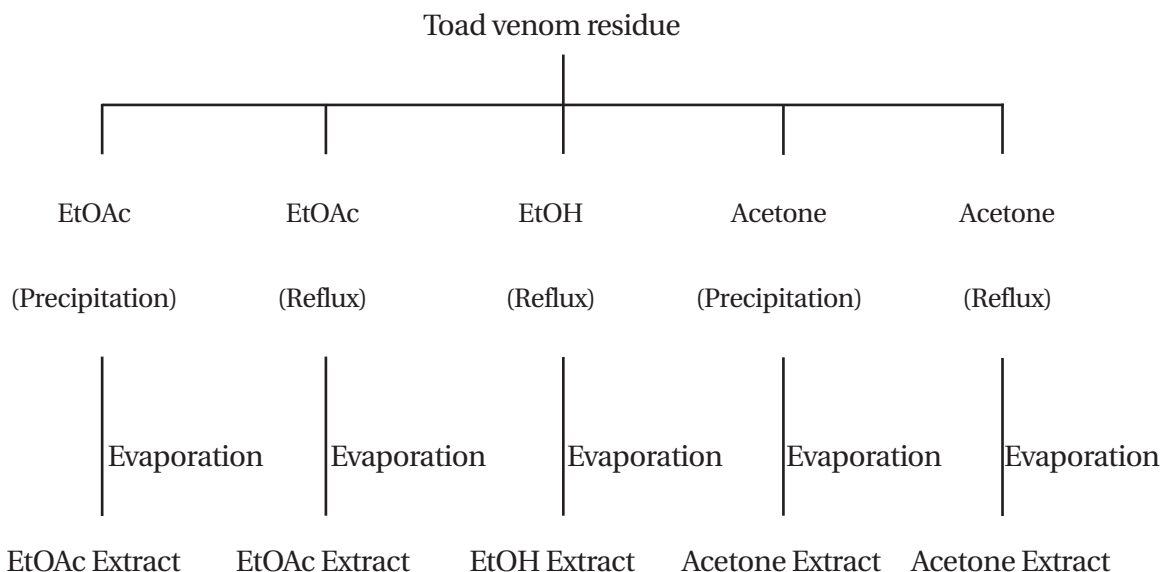 Toad venom residue
EtOAc EtOAc EtOH Acetone Acetone
(Precipitation) (Reflux) (Reflux) (Precipitation) (Reflux)
Evaporation Evaporation Evaporation Evaporation Evaporation
EtOAc Extract EtOAc Extract EtOH Extract Acetone Extract Acetone Extract